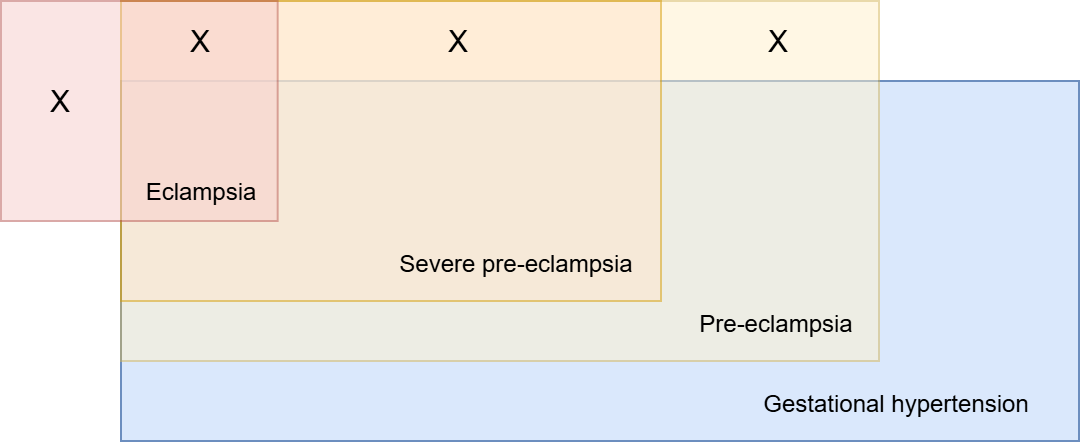 X X X
X
Eclampsia
Severe pre-eclampsia
Pre-eclampsia
Gestational hypertension